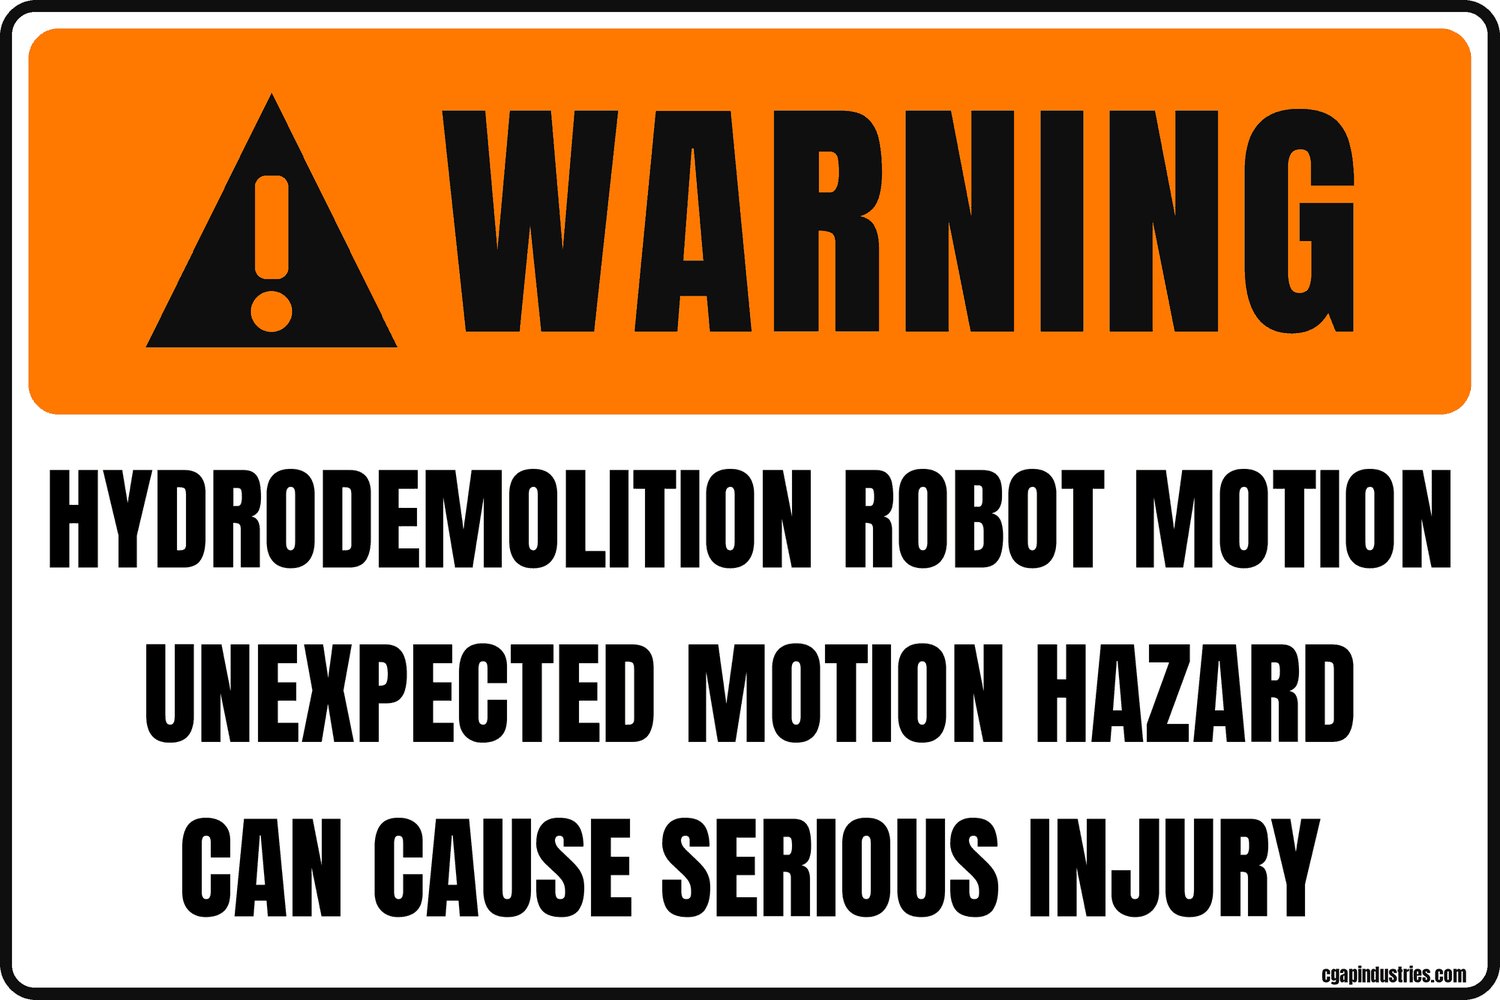 WARNING
HYDRODEMOLITION ROBOT MOTION
UNEXPECTED MOTION HAZARD
CAN CAUSE SERIOUS INJURY
cgapindustries.com